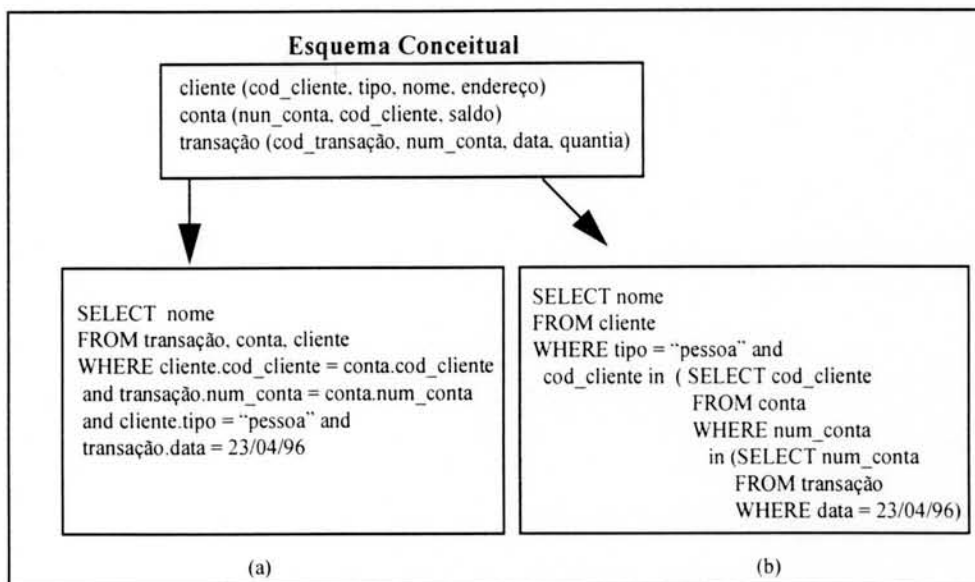 Esquema Conceitual
cliente (cod_cliente, tipo, nome, endereço)
conta (nun_conta, cod_cliente, saldo)
transação (cod_transação, num_conta, data, quantia)
SELECT nome
FROM transação, conta, cliente
WHERE cliente.cod_cliente = conta.cod_cliente
and transação.num_conta = conta.num_conta
and cliente.tipo = “pessoa” and
transação.data = 23/04/96
(a)
SELECT nome
FROM cliente
WHERE tipo = “pessoa” and
cod_cliente in ( SELECT cod_cliente
FROM conta
WHERE num_conta
in (SELECT num_conta
FROM transação
WHERE data = 23/04/96)
(b)